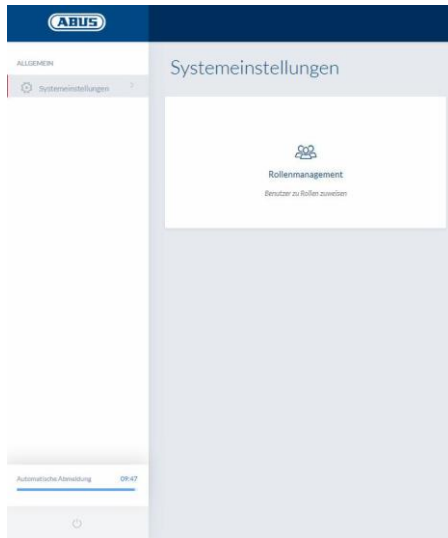 ABUS
ALLGEMEIN
Systemeinstellungen
Automatische Abmeldung 09:47
Systemeinstellungen
Rollenmanagement
Benutzer zu Rollen zuweisen